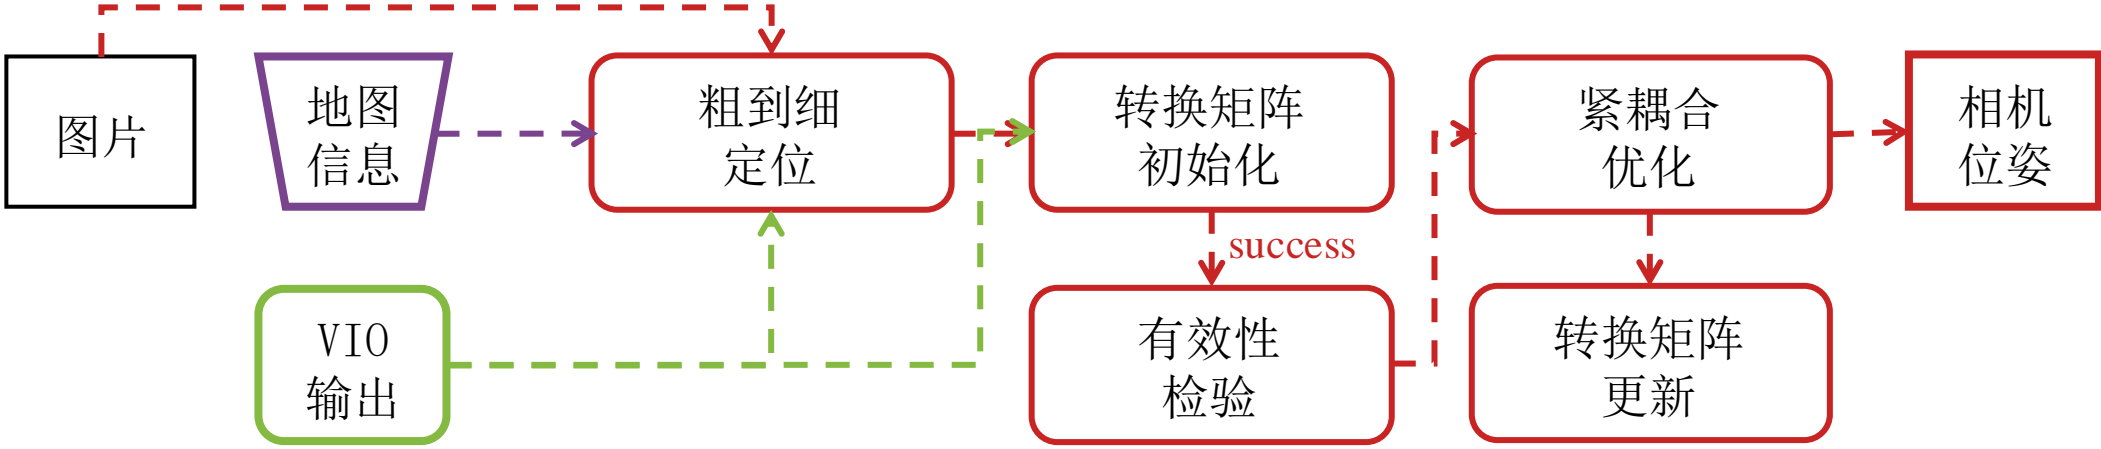 图片
地图
信息
粗到细
定位
转换矩阵
初始化
紧耦合
优化
相机
位姿
success
VIO
输出
有效性
检验
转换矩阵
更新